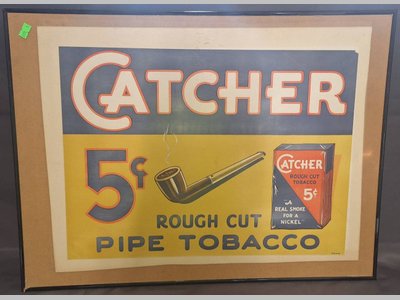 CATCHER
5¢
ROUGH CUT
PIPE TOBACCO
CATCHER
ROUGH CUT
TOBACCO
5¢
"A
REAL SMOKE
FOR A
NICKEL"